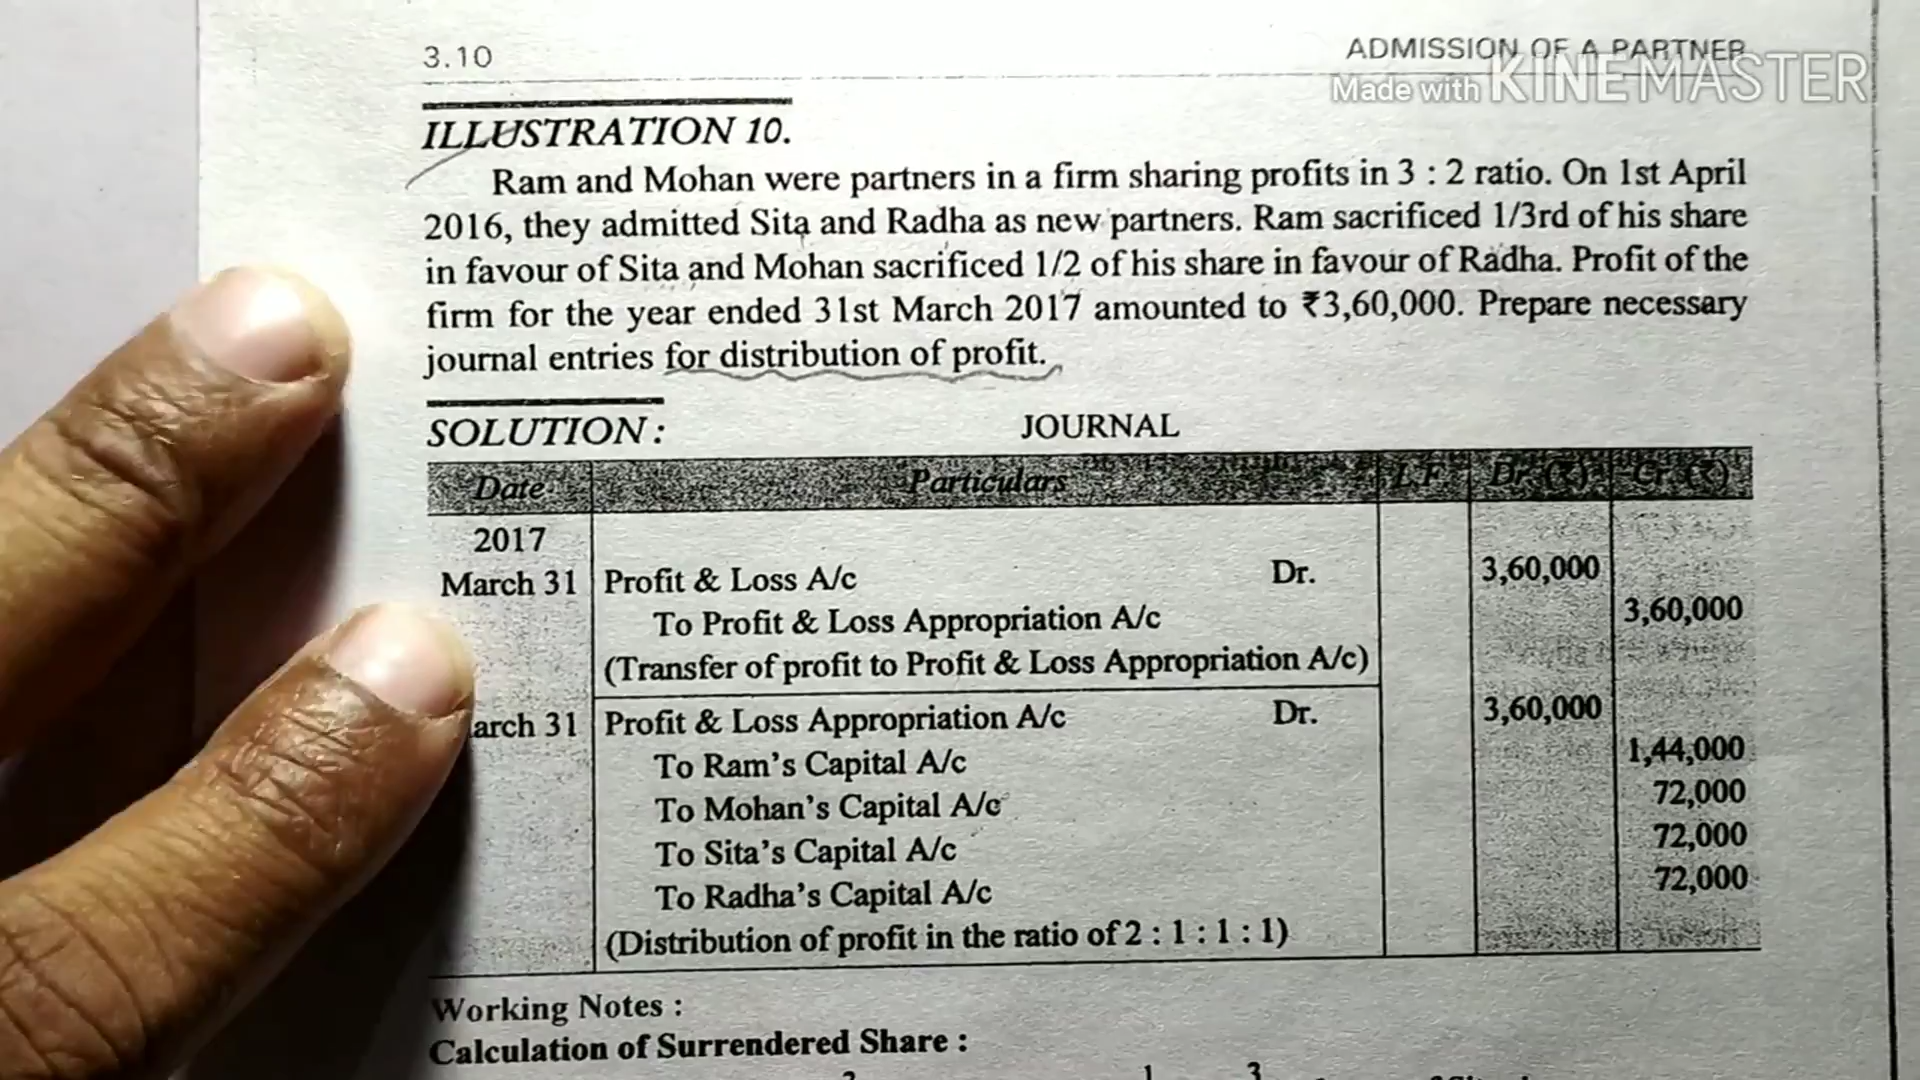 3.10
ADMISSION OF A PARTNER
Made with KINEMASTER
ILLUSTRATION 10.
Ram and Mohan were partners in a firm sharing profits in 3 : 2 ratio. On 1st April
2016, they admitted Sita and Radha as new partners. Ram sacrificed 1/3rd of his share
in favour of Sita and Mohan sacrificed 1/2 of his share in favour of Radha. Profit of the
firm for the year ended 31st March 2017 amounted to ₹3,60,000. Prepare necessary
journal entries for distribution of profit.
SOLUTION :
JOURNAL
Date Particulars L.F. Dr. (₹) Cr. (₹)
2017
March 31 Profit & Loss A/c Dr. 3,60,000
To Profit & Loss Appropriation A/c 3,60,000
(Transfer of profit to Profit & Loss Appropriation A/c)
arch 31 Profit & Loss Appropriation A/c Dr. 3,60,000
To Ram's Capital A/c 1,44,000
To Mohan's Capital A/c 72,000
To Sita's Capital A/c 72,000
To Radha's Capital A/c 72,000
(Distribution of profit in the ratio of 2 : 1 : 1 : 1)
Working Notes :
Calculation of Surrendered Share :